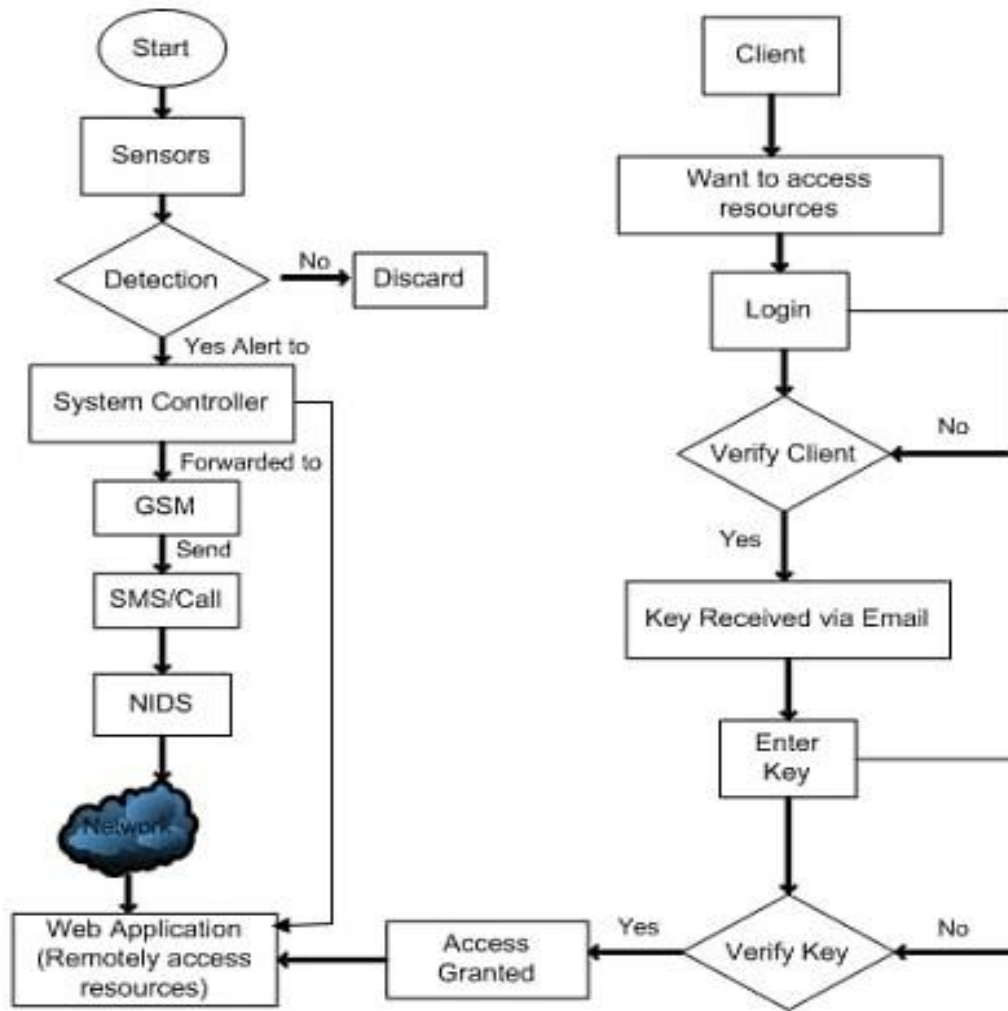 Start
Sensors
Detection
No
Discard
Yes Alert to
System Controller
Forwarded to
GSM
Send
SMS/Call
NIDS
Network
Web Application
(Remotely access
resources)
Client
Want to access
resources
Login
No
Verify Client
Yes
Key Received via Email
Enter
Key
Verify Key
No
Yes
Access
Granted